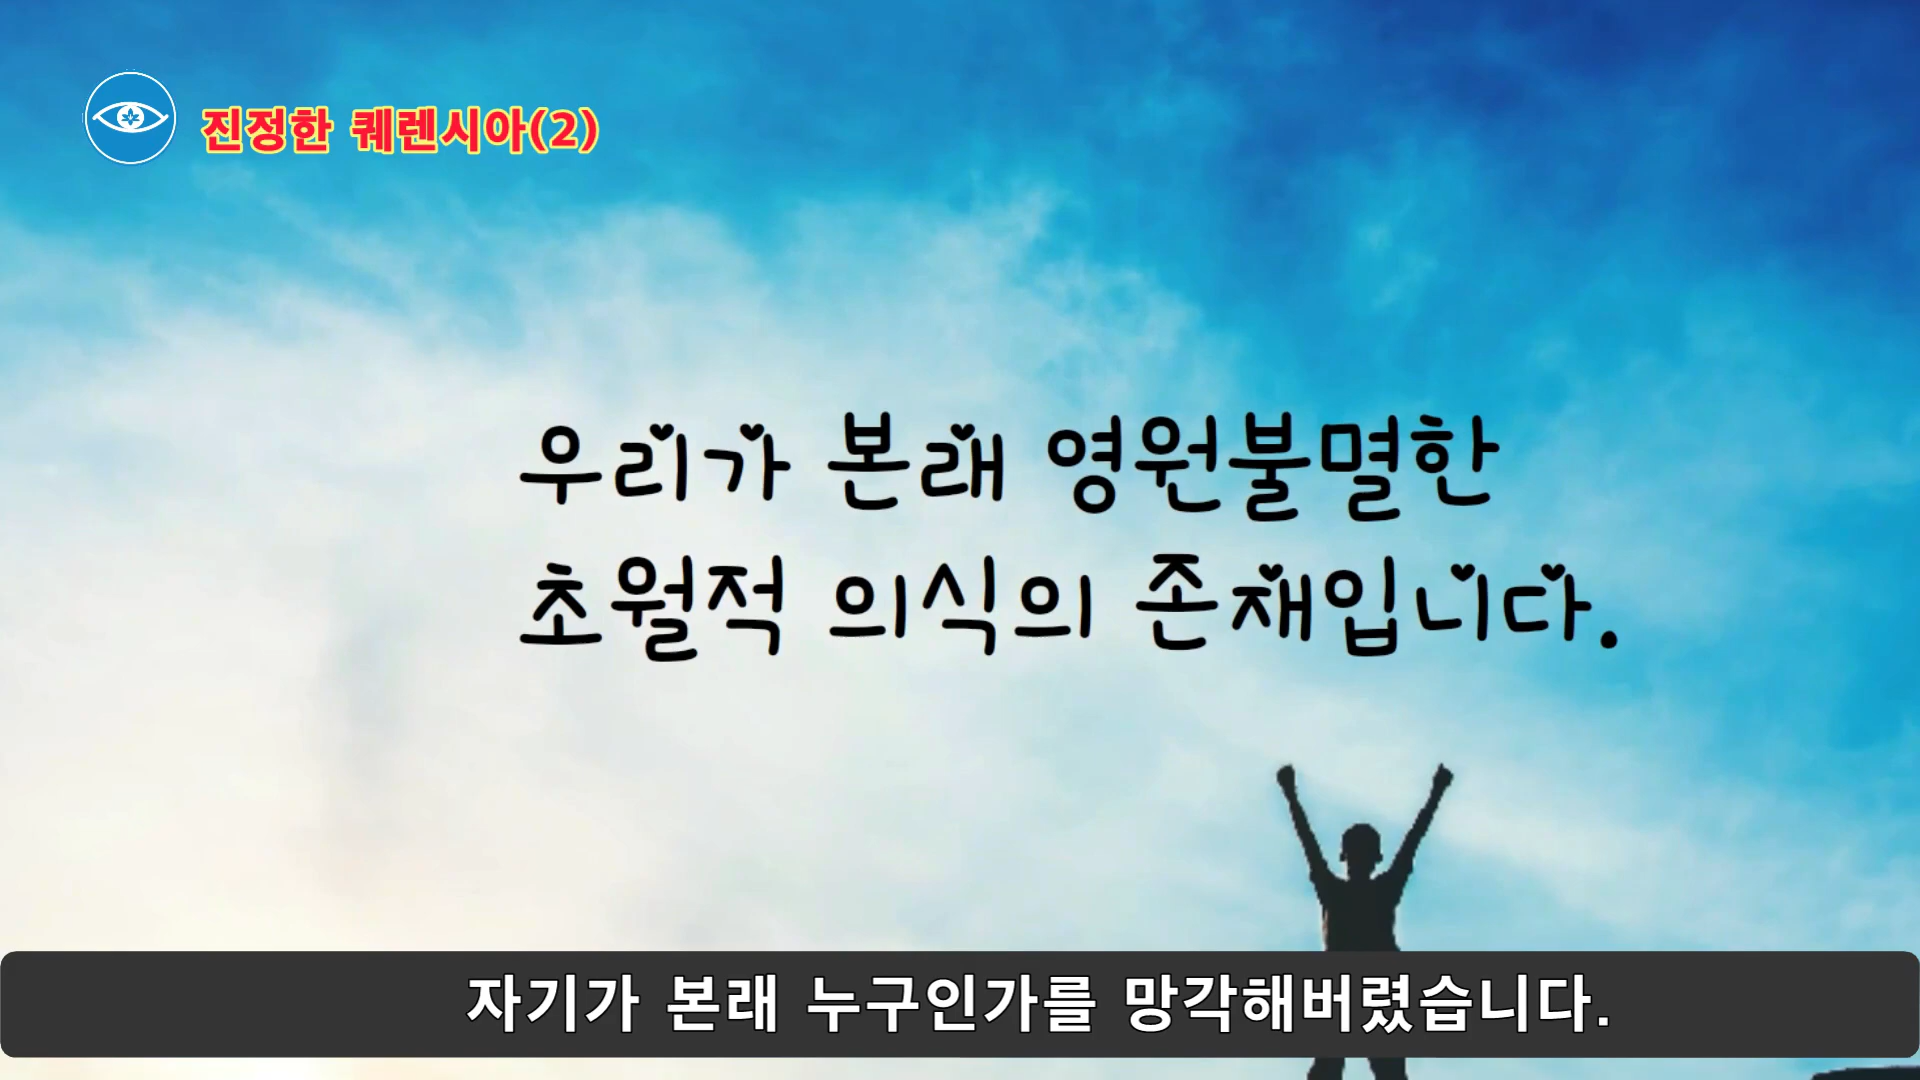 진정한 퀘렌시아(2)
우리가 본래 영원불멸한
초월적 의식의 존재입니다.
자기가 본래 누구인가를 망각해버렸습니다.